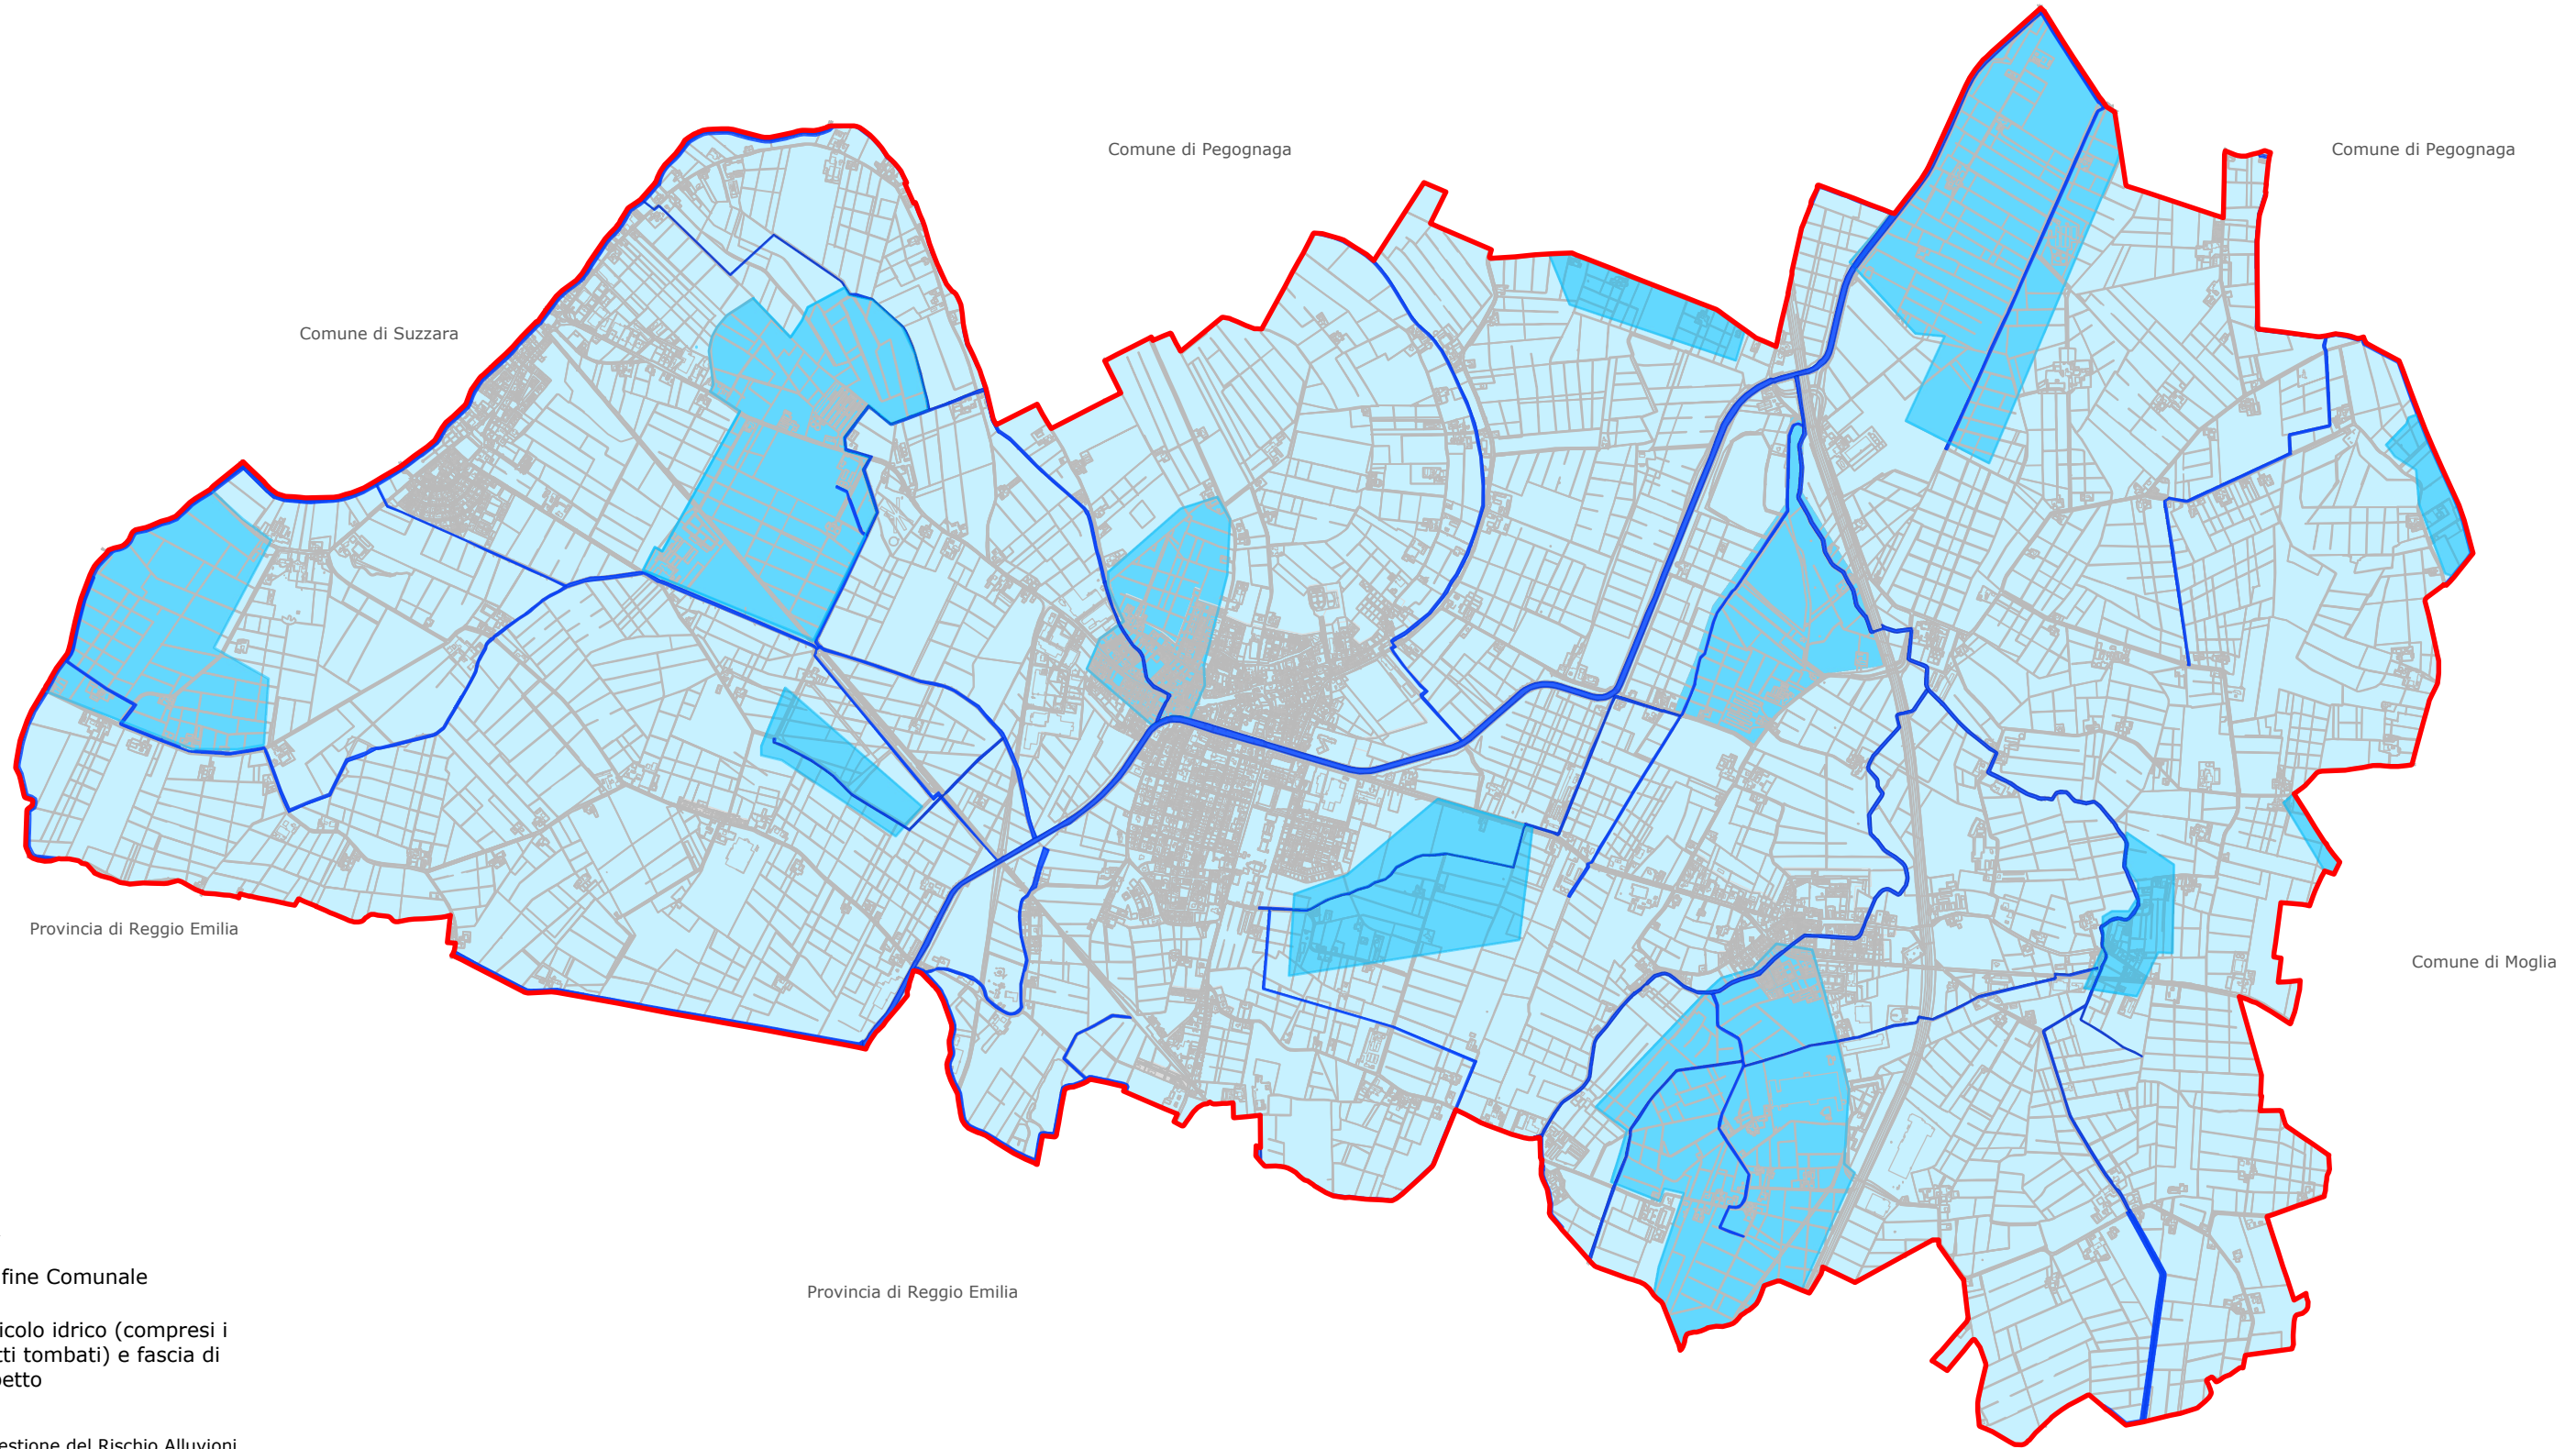 Comune di Pegognaga
Comune di Pegognaga
Comune di Suzzara
Provincia di Reggio Emilia
Comune di Moglia
Provincia di Reggio Emilia
fine Comunale
icolo idrico (compresi i
tti tombati) e fascia di
petto
estione del Rischio Alluvioni